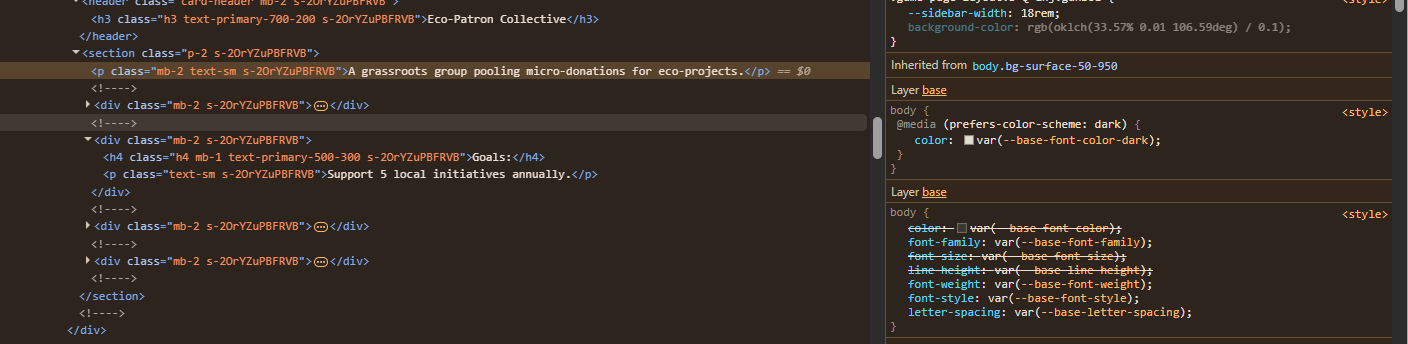 <header class="card-header mb-2 s-2OrYZuPBFRVB">
<h3 class="h3 text-primary-700-200 s-2OrYZuPBFRVB">Eco-Patron Collective</h3>
</header>
<section class="p-2 s-2OrYZuPBFRVB">
<p class="mb-2 text-sm s-2OrYZuPBFRVB">A grassroots group pooling micro-donations for eco-projects.</p> == $0
<!---->
<div class="mb-2 s-2OrYZuPBFRVB">…</div>
<!---->
<div class="mb-2 s-2OrYZuPBFRVB">
<h4 class="h4 mb-1 text-primary-500-300 s-2OrYZuPBFRVB">Goals:</h4>
<p class="text-sm s-2OrYZuPBFRVB">Support 5 local initiatives annually.</p>
</div>
<!---->
<div class="mb-2 s-2OrYZuPBFRVB">…</div>
<!---->
<div class="mb-2 s-2OrYZuPBFRVB">…</div>
<!---->
</section>
<!---->
</div>
<style>
--sidebar-width: 18rem;
background-color: rgb(oklch(33.57% 0.01 106.59deg) / 0.1);
}
Inherited from body.bg-surface-50-950
Layer base
body { <style>
@media (prefers-color-scheme: dark) {
color: var(--base-font-color-dark);
}
}
Layer base
body { <style>
color: var(--base-font-color);
font-family: var(--base-font-family);
font-size: var(--base-font-size);
line-height: var(--base-line-height);
font-weight: var(--base-font-weight);
font-style: var(--base-font-style);
letter-spacing: var(--base-letter-spacing);
}